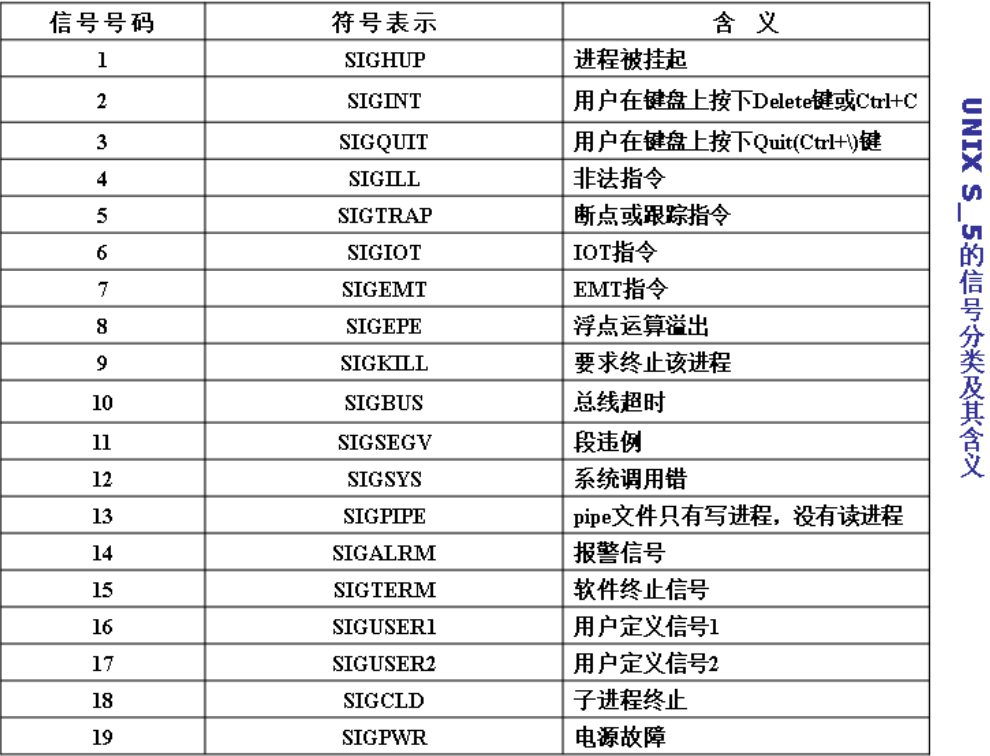 信号号码 符号表示 含 义
1 SIGHUP 进程被挂起
2 SIGINT 用户在键盘上按下Delete键或Ctrl+C
3 SIGQUIT 用户在键盘上按下Quit(Ctrl+\)键
4 SIGILL 非法指令
5 SIGTRAP 断点或跟踪指令
6 SIGIOT IOT指令
7 SIGEMT EMT指令
8 SIGEPE 浮点运算溢出
9 SIGKILL 要求终止该进程
10 SIGBUS 总线超时
11 SIGSEGV 段违例
12 SIGSYS 系统调用错
13 SIGPIPE pipe文件只有写进程，没有读进程
14 SIGALRM 报警信号
15 SIGTERM 软件终止信号
16 SIGUSER1 用户定义信号1
17 SIGUSER2 用户定义信号2
18 SIGCLD 子进程终止
19 SIGPWR 电源故障
UNIX S_5的信号分类及其含义